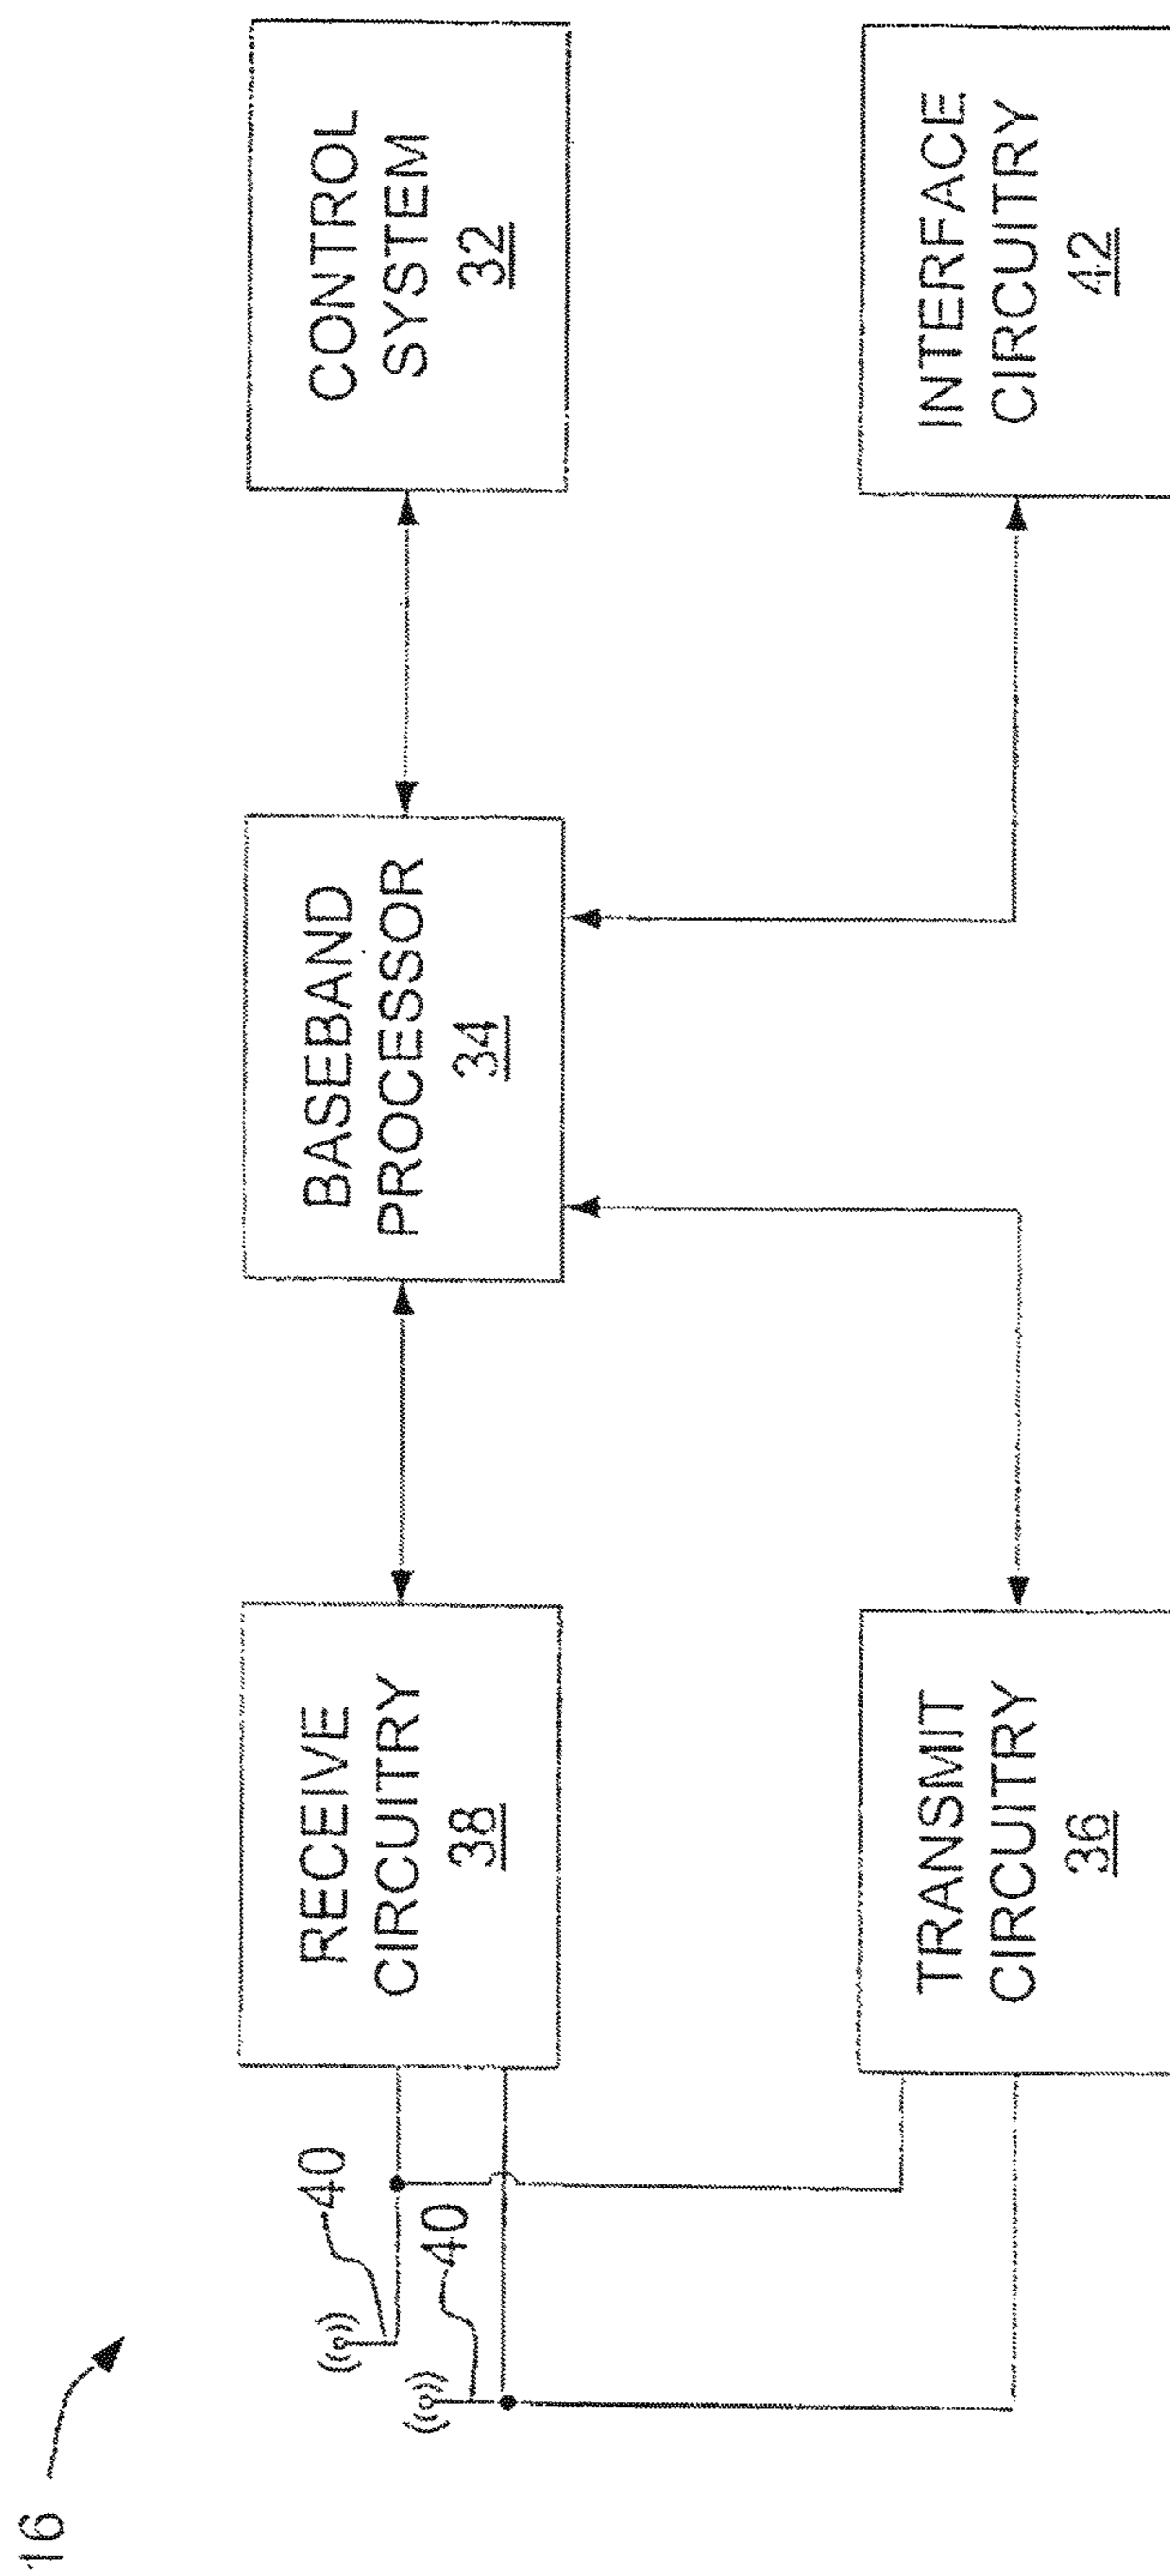 16
40
40
RECEIVE
CIRCUITRY
38
BASEBAND
PROCESSOR
34
CONTROL
SYSTEM
32
TRANSMIT
CIRCUITRY
36
INTERFACE
CIRCUITRY
42